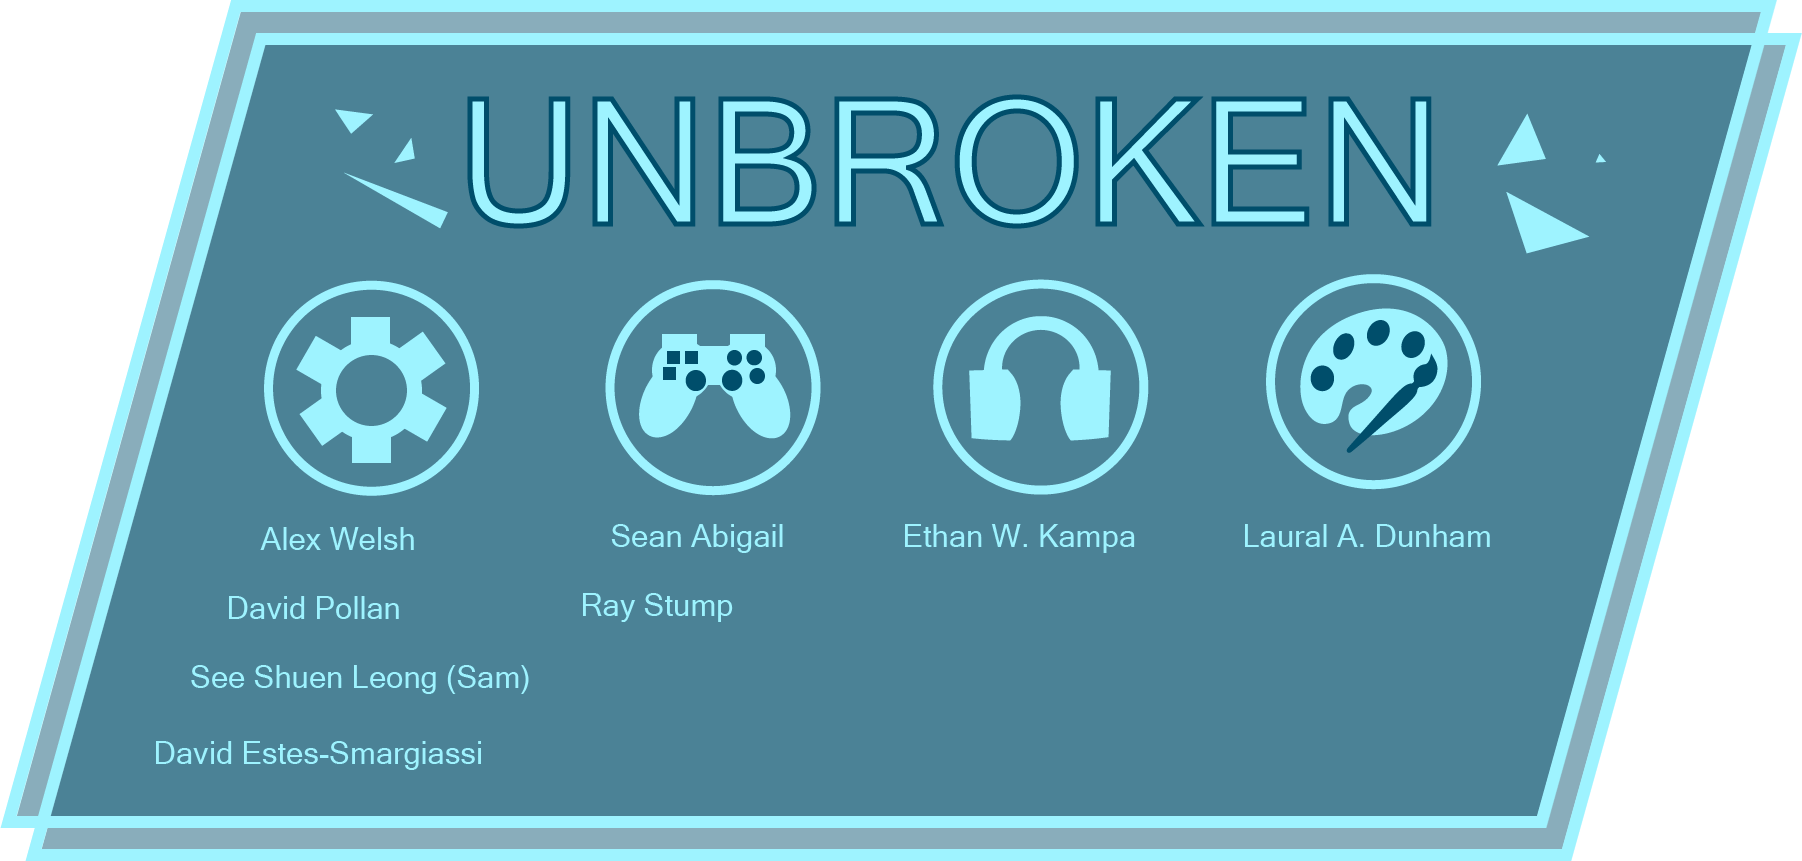 UNBROKEN
Alex Welsh
Sean Abigail
Ethan W. Kampa
Laural A. Dunham
David Pollan
Ray Stump
See Shuen Leong (Sam)
David Estes-Smargiassi